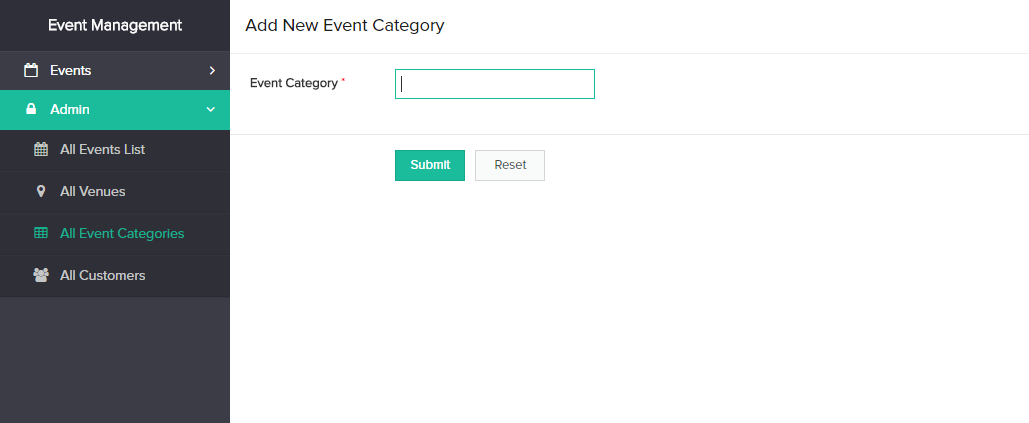 Event Management
Events
Admin
All Events List
All Venues
All Event Categories
All Customers
Add New Event Category
Event Category *
Submit Reset